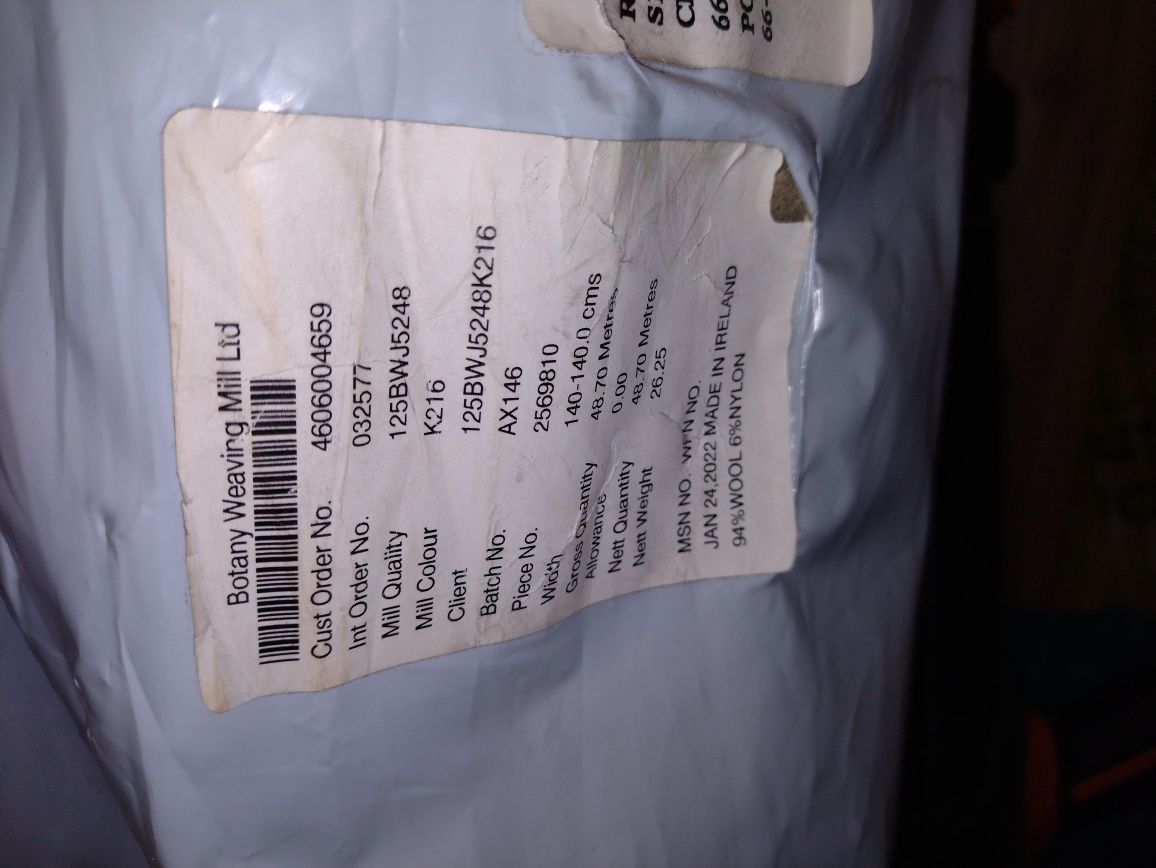 Botany Weaving Mill Ltd
Cust Order No. 4606004659
Int Order No. 032577
Mill Quality 125BWJ5248
Mill Colour K216
Client 125BWJ5248K216
Batch No. AX146
Piece No. 2569810
Width 140-140.0 cms
Gross Quantity 48.70 Metres
Allowance 0.00
Nett Quantity 48.70 Metres
Nett Weight 26.25
MSN NO. WFN NO.
JAN 24,2022 MADE IN IRELAND
94%WOOL 6%NYLON